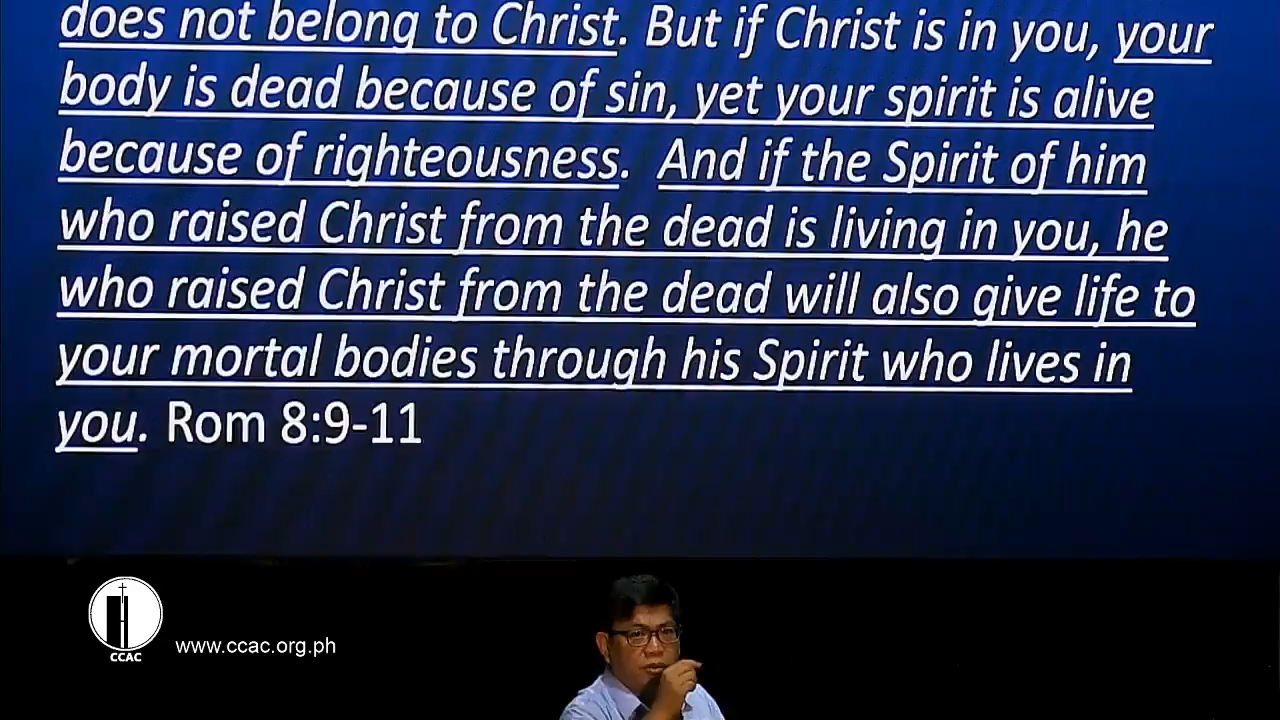 does not belong to Christ. But if Christ is in you, your
body is dead because of sin, yet your spirit is alive
because of righteousness. And if the Spirit of him
who raised Christ from the dead is living in you, he
who raised Christ from the dead will also give life to
your mortal bodies through his Spirit who lives in
you. Rom 8:9-11
CCAC
www.ccac.org.ph